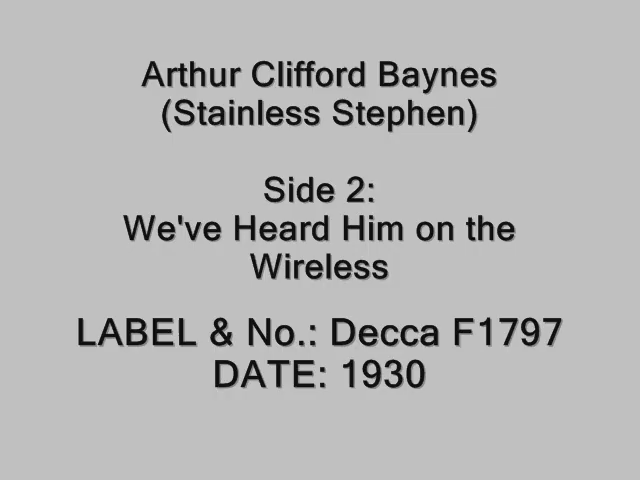 Arthur Clifford Baynes
(Stainless Stephen)
Side 2:
We've Heard Him on the
Wireless
LABEL & No.: Decca F1797
DATE: 1930